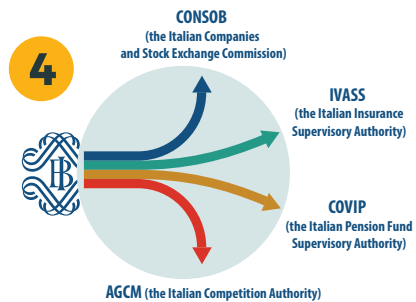 CONSOB
(the Italian Companies
and Stock Exchange Commission)
4
IVASS
(the Italian Insurance
Supervisory Authority)
COVIP
(the Italian Pension Fund
Supervisory Authority)
AGCM (the Italian Competition Authority)